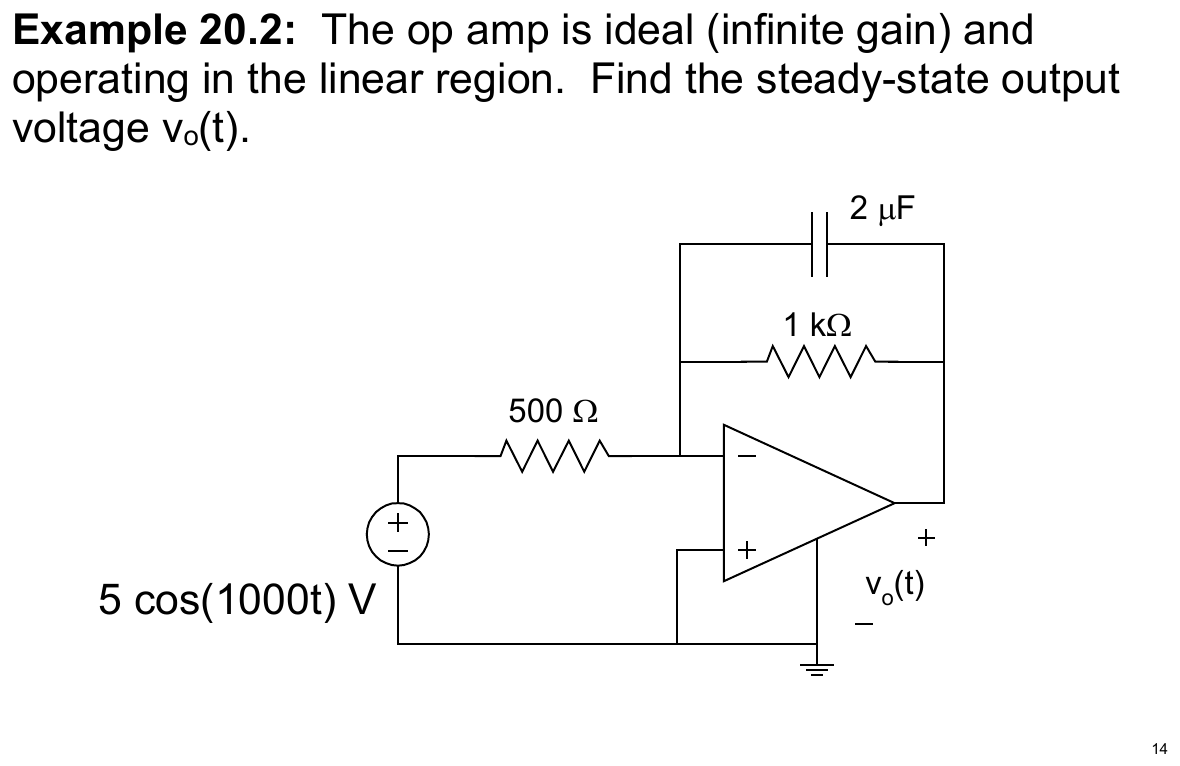 Example 20.2: The op amp is ideal (infinite gain) and
operating in the linear region. Find the steady-state output
voltage vₒ(t).
2 μF
1 kΩ
500 Ω
−
+
−
+
+
5 cos(1000t) V
vₒ(t)
−
14